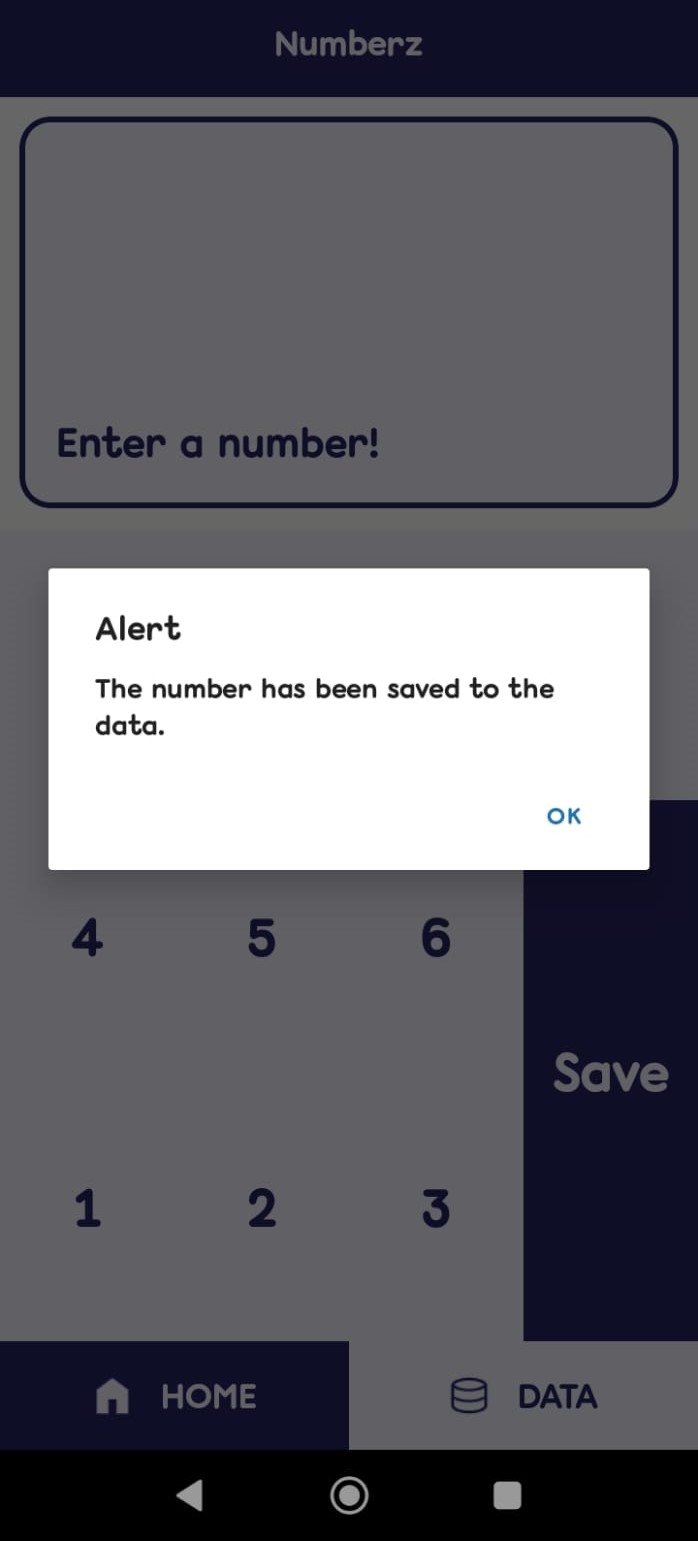 Numberz
Enter a number!
Alert
The number has been saved to the
data.
OK
4 5 6
Save
1 2 3
HOME DATA